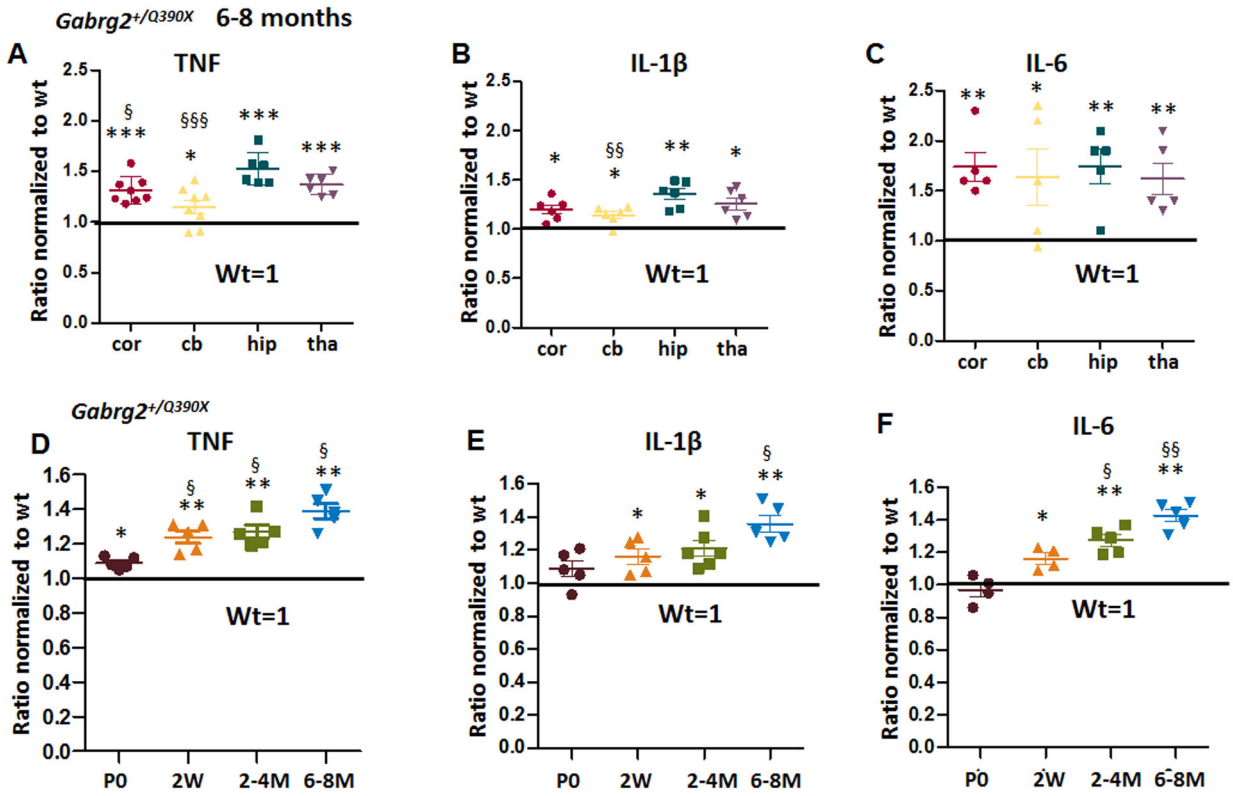 Gabrg2+/Q390X 6-8 months
A
TNF
Ratio normalized to wt
2.5
2.0
1.5
1.0
0.5
0.0
§
***
§§§
*
***
***
Wt=1
cor cb hip tha
B
IL-1β
Ratio normalized to wt
2.5
2.0
1.5
1.0
0.5
0.0
*
§§
*
**
*
Wt=1
cor cb hip tha
C
IL-6
Ratio normalized to wt
2.5
2.0
1.5
1.0
0.5
0.0
**
*
**
**
Wt=1
cor cb hip tha
Gabrg2+/Q390X
D
TNF
Ratio normalized to wt
1.6
1.4
1.2
1.0
0.8
0.6
0.4
0.2
0.0
*
§
**
§
**
§
**
Wt=1
P0 2W 2-4M 6-8M
E
IL-1β
Ratio normalized to wt
1.6
1.4
1.2
1.0
0.8
0.6
0.4
0.2
0.0
*
*
§
**
Wt=1
P0 2W 2-4M 6-8M
F
IL-6
Ratio normalized to wt
1.6
1.4
1.2
1.0
0.8
0.6
0.4
0.2
0.0
*
§
**
§§
**
Wt=1
P0 2W 2-4M 6-8M